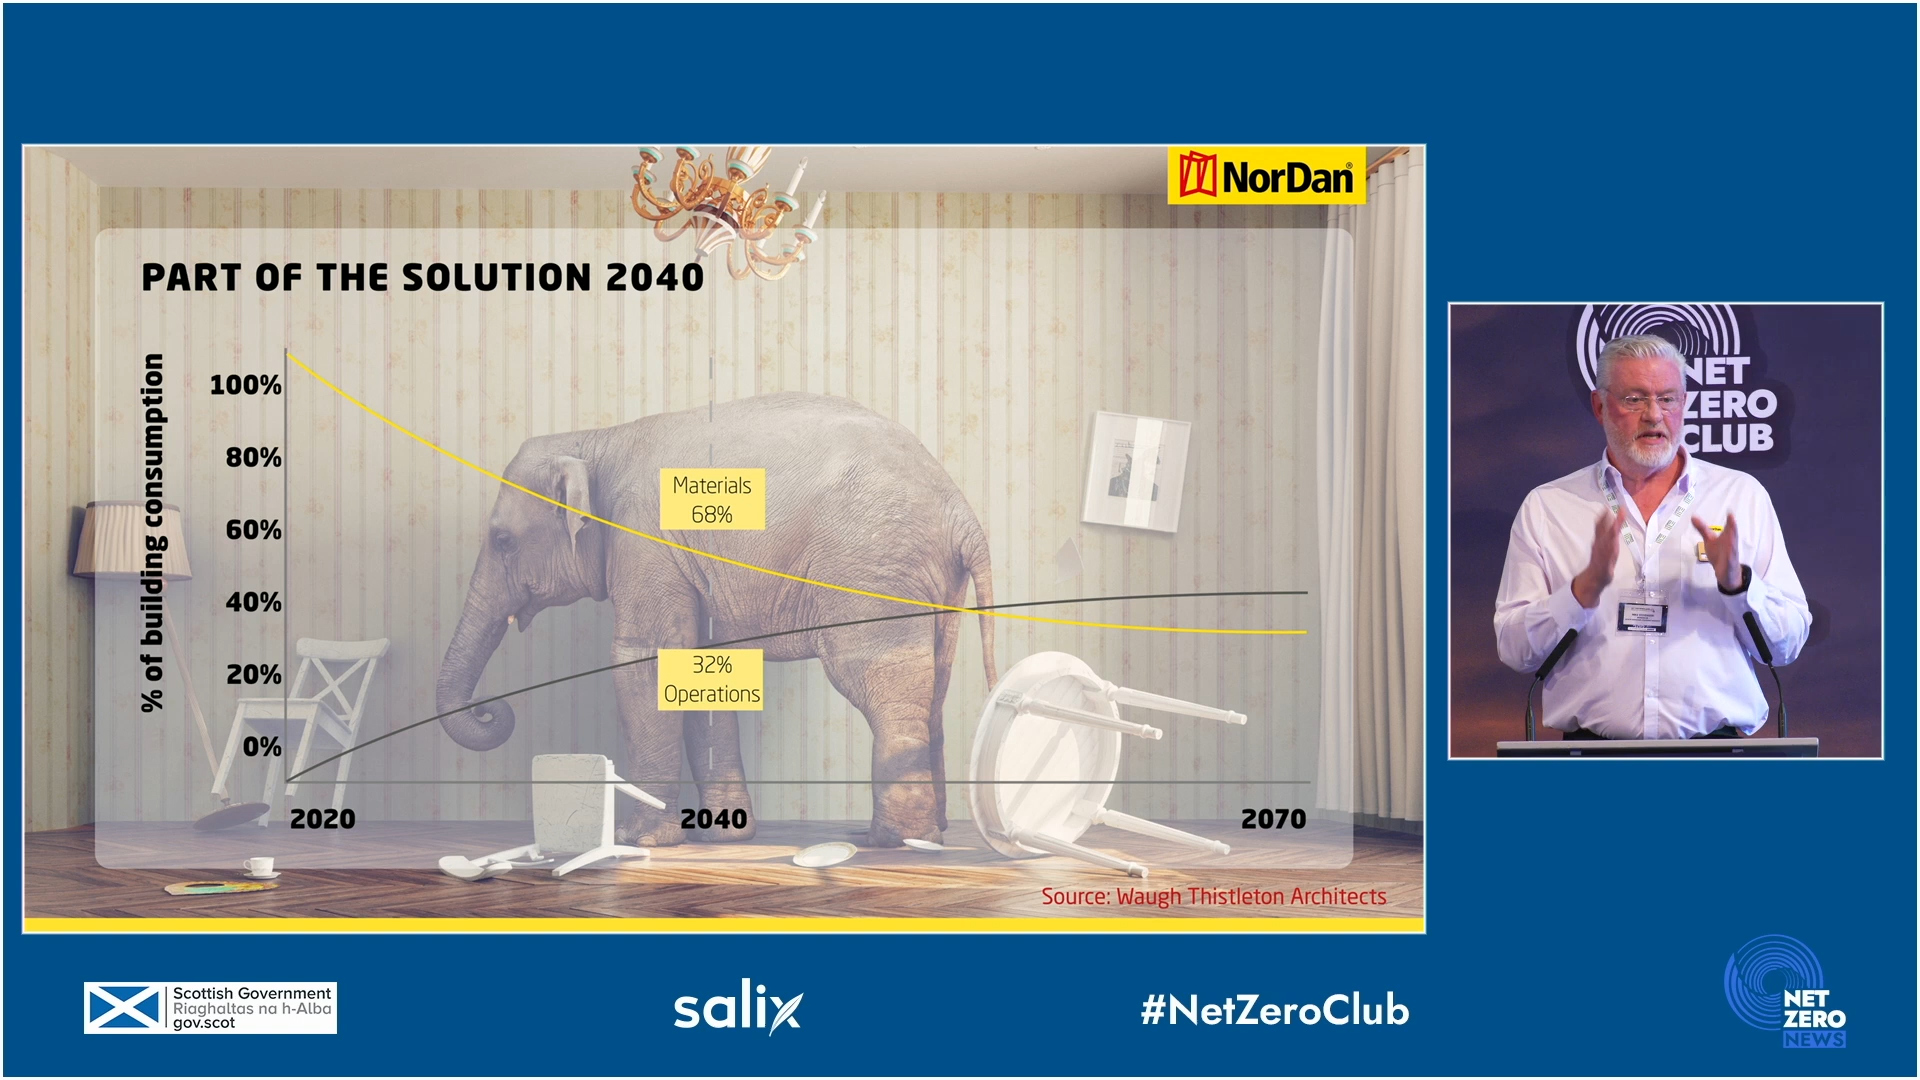 NorDan®
PART OF THE SOLUTION 2040
% of building consumption
100%
80%
60%
40%
20%
0%
Materials
68%
32%
Operations
2020
2040
2070
Source: Waugh Thistleton Architects
NET
ZERO
CLUB
Scottish Government
Riaghaltas na h-Alba
gov.scot
salix
#NetZeroClub
NET
ZERO
NEWS